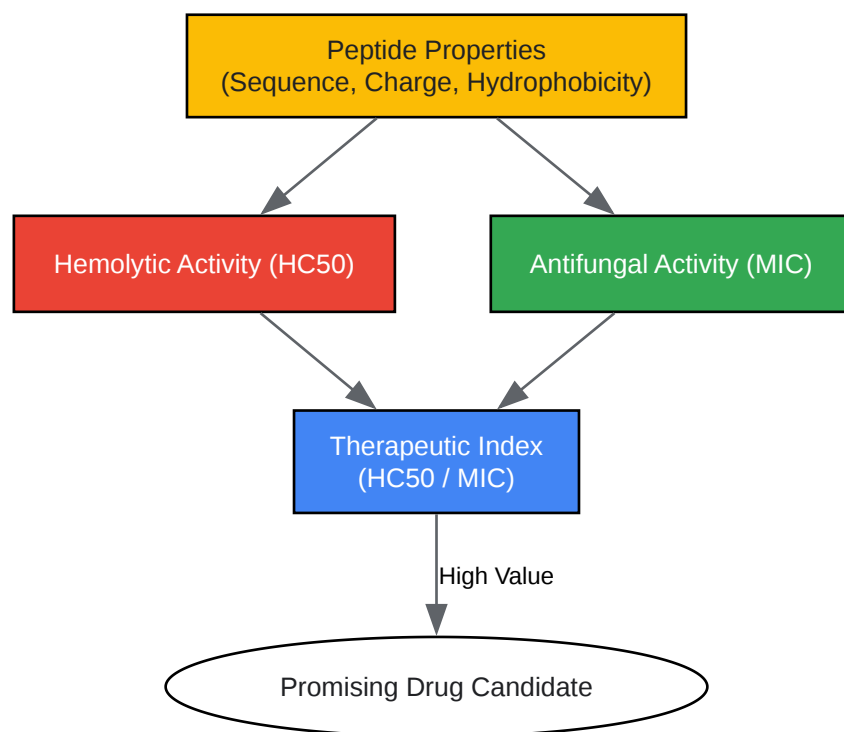 Peptide Properties
(Sequence, Charge, Hydrophobicity)
Hemolytic Activity (HC50)
Antifungal Activity (MIC)
Therapeutic Index
(HC50 / MIC)
High Value
Promising Drug Candidate